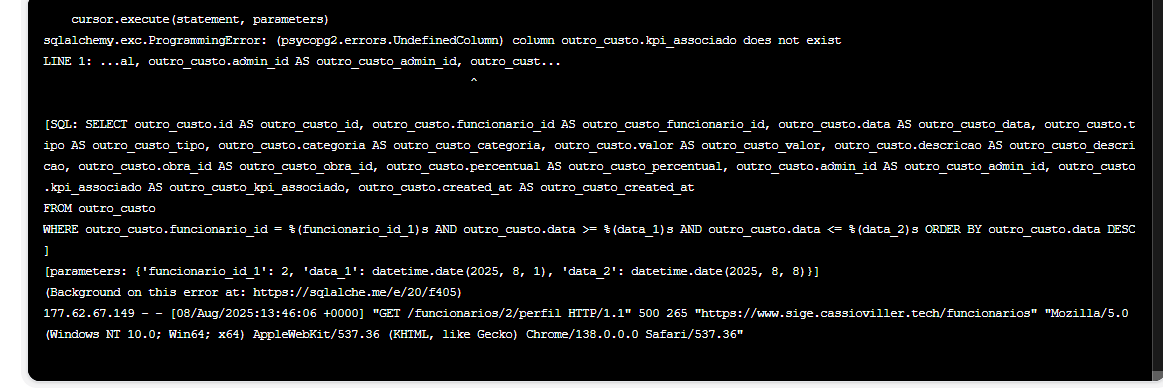 cursor.execute(statement, parameters)
sqlalchemy.exc.ProgrammingError: (psycopg2.errors.UndefinedColumn) column outro_custo.kpi_associado does not exist
LINE 1: ...al, outro_custo.admin_id AS outro_custo_admin_id, outro_cust...
^
[SQL: SELECT outro_custo.id AS outro_custo_id, outro_custo.funcionario_id AS outro_custo_funcionario_id, outro_custo.data AS outro_custo_data, outro_custo.t
ipo AS outro_custo_tipo, outro_custo.categoria AS outro_custo_categoria, outro_custo.valor AS outro_custo_valor, outro_custo.descricao AS outro_custo_descri
cao, outro_custo.obra_id AS outro_custo_obra_id, outro_custo.percentual AS outro_custo_percentual, outro_custo.admin_id AS outro_custo_admin_id, outro_custo
.kpi_associado AS outro_custo_kpi_associado, outro_custo.created_at AS outro_custo_created_at
FROM outro_custo
WHERE outro_custo.funcionario_id = %(funcionario_id_1)s AND outro_custo.data >= %(data_1)s AND outro_custo.data <= %(data_2)s ORDER BY outro_custo.data DESC
]
[parameters: {'funcionario_id_1': 2, 'data_1': datetime.date(2025, 8, 1), 'data_2': datetime.date(2025, 8, 8)}]
(Background on this error at: https://sqlalche.me/e/20/f405)
177.62.67.149 - - [08/Aug/2025:13:46:06 +0000] "GET /funcionarios/2/perfil HTTP/1.1" 500 265 "https://www.sige.cassioviller.tech/funcionarios" "Mozilla/5.0
(Windows NT 10.0; Win64; x64) AppleWebKit/537.36 (KHTML, like Gecko) Chrome/138.0.0.0 Safari/537.36"